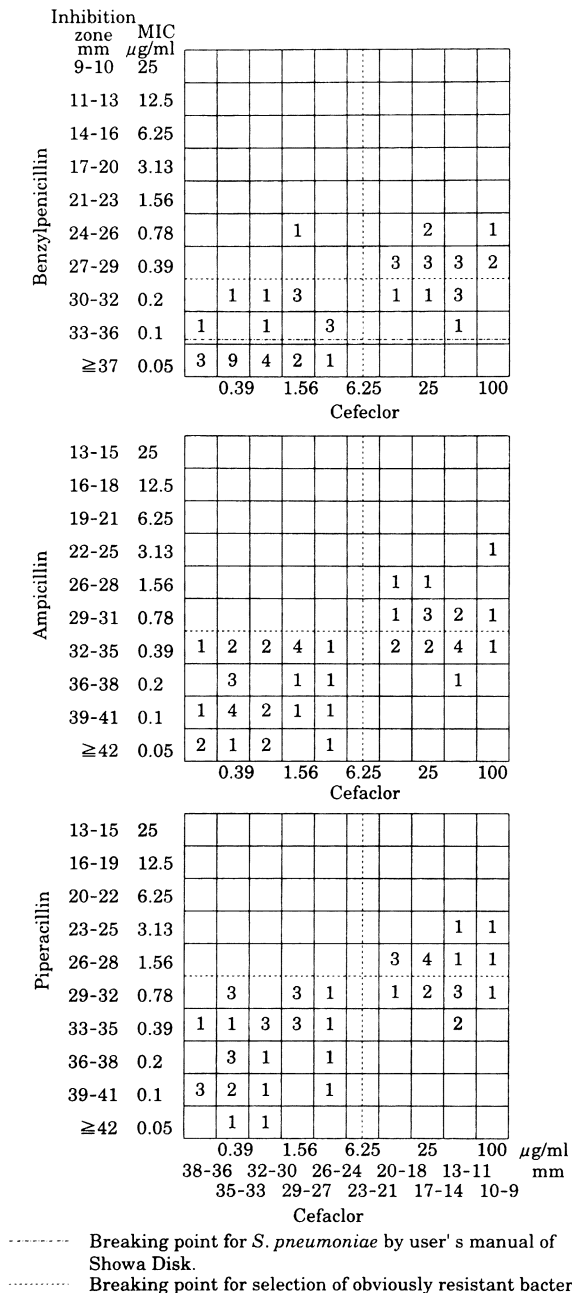 Inhibition
zone MIC
mm μg/ml
9-10 25
11-13 12.5
14-16 6.25
17-20 3.13
21-23 1.56
24-26 0.78 1 2 1
27-29 0.39 3 3 3 2
30-32 0.2 1 1 3 1 1 3
33-36 0.1 1 1 3 1
≧37 0.05 3 9 4 2 1
Benzylpenicillin
0.39 1.56 6.25 25 100
Cefeclor
13-15 25
16-18 12.5
19-21 6.25
22-25 3.13 1
26-28 1.56 1 1
29-31 0.78 1 3 2 1
32-35 0.39 1 2 2 4 1 2 2 4 1
36-38 0.2 3 1 1 1
39-41 0.1 1 4 2 1 1
≧42 0.05 2 1 2 1
Ampicillin
0.39 1.56 6.25 25 100
Cefaclor
13-15 25
16-19 12.5
20-22 6.25
23-25 3.13 1 1
26-28 1.56 3 4 1 1
29-32 0.78 3 3 1 1 2 3 1
33-35 0.39 1 1 3 3 1 2
36-38 0.2 3 1 1
39-41 0.1 3 2 1 1
≧42 0.05 1 1
Piperacillin
0.39 1.56 6.25 25 100 μg/ml
38-36 32-30 26-24 20-18 13-11 mm
35-33 29-27 23-21 17-14 10-9
Cefaclor
Breaking point for S. pneumoniae by user's manual of
Showa Disk.
Breaking point for selection of obviously resistant bacter